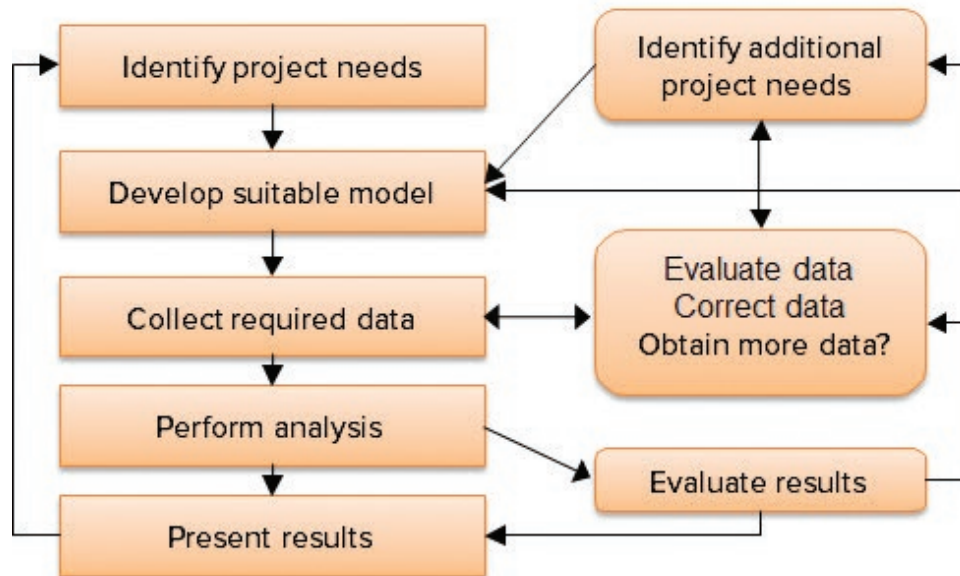 Identify project needs
Develop suitable model
Collect required data
Perform analysis
Present results
Identify additional
project needs
Evaluate data
Correct data
Obtain more data?
Evaluate results